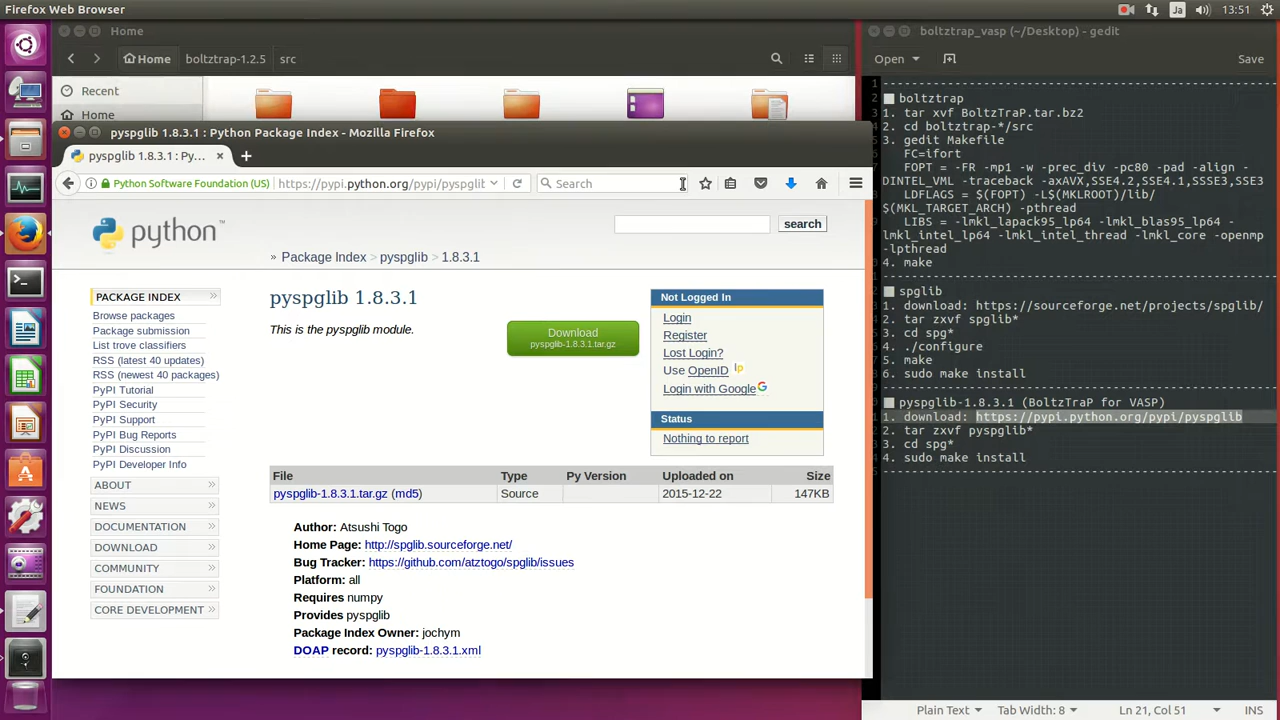 Firefox Web Browser
Ja
13:51
Home
Home
boltztrap-1.2.5
src
Recent
Home
pyspglib 1.8.3.1 : Python Package Index - Mozilla Firefox
pyspglib 1.8.3.1 : Py...
Python Software Foundation (US)
https://pypi.python.org/pypi/pyspglit
Search
python™
search
» Package Index > pyspglib > 1.8.3.1
PACKAGE INDEX »
Browse packages
Package submission
List trove classifiers
RSS (latest 40 updates)
RSS (newest 40 packages)
PyPI Tutorial
PyPI Security
PyPI Support
PyPI Bug Reports
PyPI Discussion
PyPI Developer Info
ABOUT »
NEWS »
DOCUMENTATION »
DOWNLOAD »
COMMUNITY »
FOUNDATION »
CORE DEVELOPMENT »
pyspglib 1.8.3.1
This is the pyspglib module.
Download
pyspglib-1.8.3.1.tar.gz
Not Logged In
Login
Register
Lost Login?
Use OpenID
Login with Google
Status
Nothing to report
File Type Py Version Uploaded on Size
pyspglib-1.8.3.1.tar.gz (md5) Source 2015-12-22 147KB
Author: Atsushi Togo
Home Page: http://spglib.sourceforge.net/
Bug Tracker: https://github.com/atztogo/spglib/issues
Platform: all
Requires numpy
Provides pyspglib
Package Index Owner: jochym
DOAP record: pyspglib-1.8.3.1.xml
boltztrap_vasp (~/Desktop) - gedit
Open
Save
boltztrap
1. tar xvf BoltzTraP.tar.bz2
2. cd boltztrap-*/src
3. gedit Makefile
FC=ifort
FOPT = -FR -mp1 -w -prec_div -pc80 -pad -align -
DINTEL_VML -traceback -axAVX,SSE4.2,SSE4.1,SSSE3,SSE3
LDFLAGS = $(FOPT) -L$(MKLROOT)/lib/
$(MKL_TARGET_ARCH) -pthread
LIBS = -lmkl_lapack95_lp64 -lmkl_blas95_lp64 -
lmkl_intel_lp64 -lmkl_intel_thread -lmkl_core -openmp
-lpthread
4. make
spglib
1. download: https://sourceforge.net/projects/spglib/
2. tar zxvf spglib*
3. cd spg*
4. ./configure
5. make
6. sudo make install
pyspglib-1.8.3.1 (BoltzTraP for VASP)
1. download: https://pypi.python.org/pypi/pyspglib
2. tar zxvf pyspglib*
3. cd spg*
4. sudo make install
Plain Text
Tab Width: 8
Ln 21, Col 51
INS